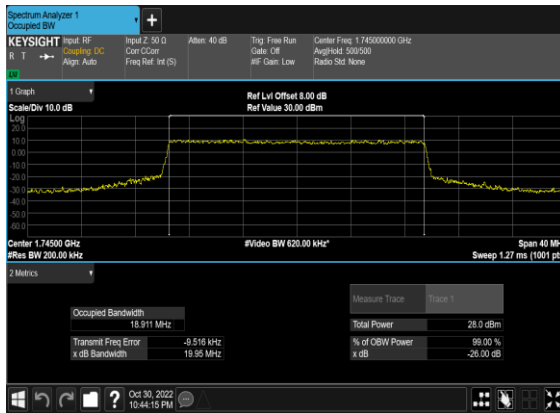 Spectrum Analyzer 1
Occupied BW
KEYSIGHT
R T
Input: RF
Coupling: DC
Align: Auto
Input Z: 50 Ω
Corr CCorr
Freq Ref: Int (S)
Atten: 40 dB
Trig: Free Run
Gate: Off
#IF Gain: Low
Center Freq: 1.745000000 GHz
Avg|Hold: 500/500
Radio Std: None
1 Graph
Scale/Div 10.0 dB
Ref Lvl Offset 8.00 dB
Ref Value 30.00 dBm
Log
20.0
10.0
0.00
-10.0
-20.0
-30.0
-40.0
-50.0
-60.0
Center 1.74500 GHz
#Res BW 200.00 kHz
#Video BW 620.00 kHz*
Span 40 MH
Sweep 1.27 ms (1001 pt
2 Metrics
Measure Trace
Trace 1
Occupied Bandwidth
18.911 MHz
Total Power
28.0 dBm
Transmit Freq Error
-9.516 kHz
% of OBW Power
99.00 %
x dB Bandwidth
19.95 MHz
x dB
-26.00 dB
?
Oct 30, 2022
10:44:15 PM